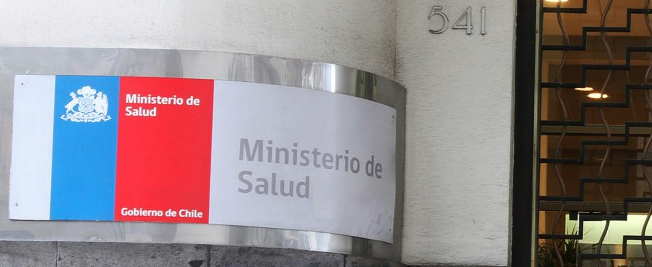 541
Ministerio de
Salud
Gobierno de Chile
Ministerio de
Salud